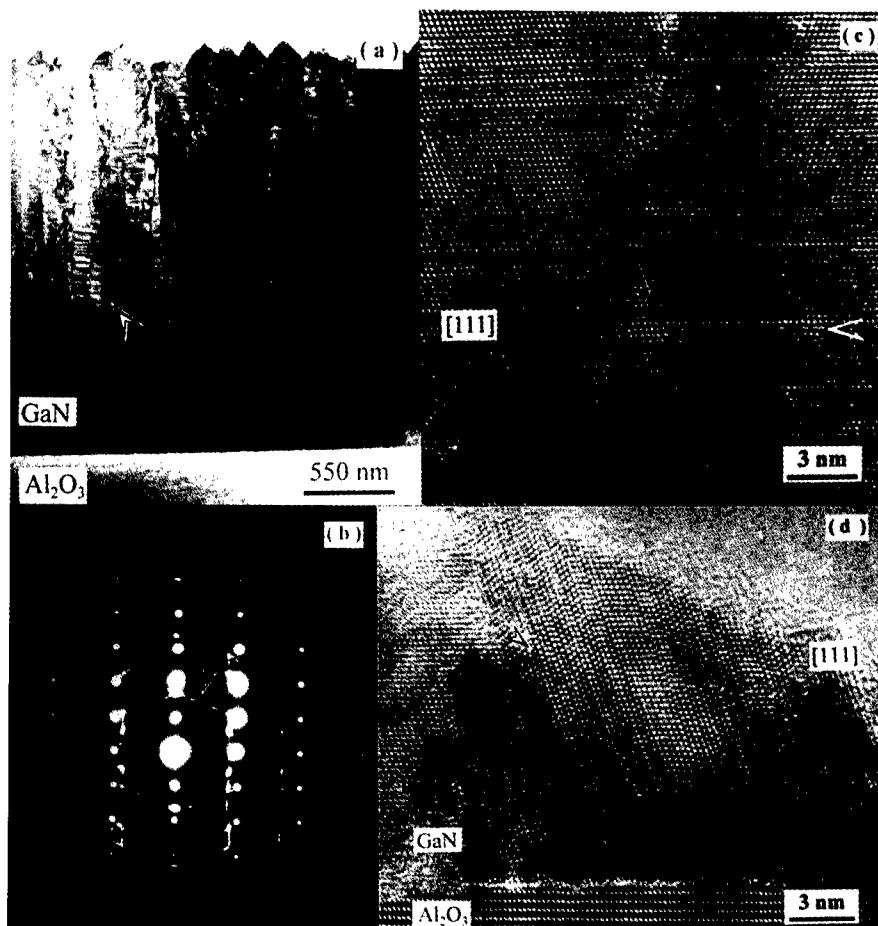 ( a )
GaN
Al₂O₃
550 nm
( b )
( c )
[111]
3 nm
( d )
[111]
GaN
Al₂O₃
3 nm